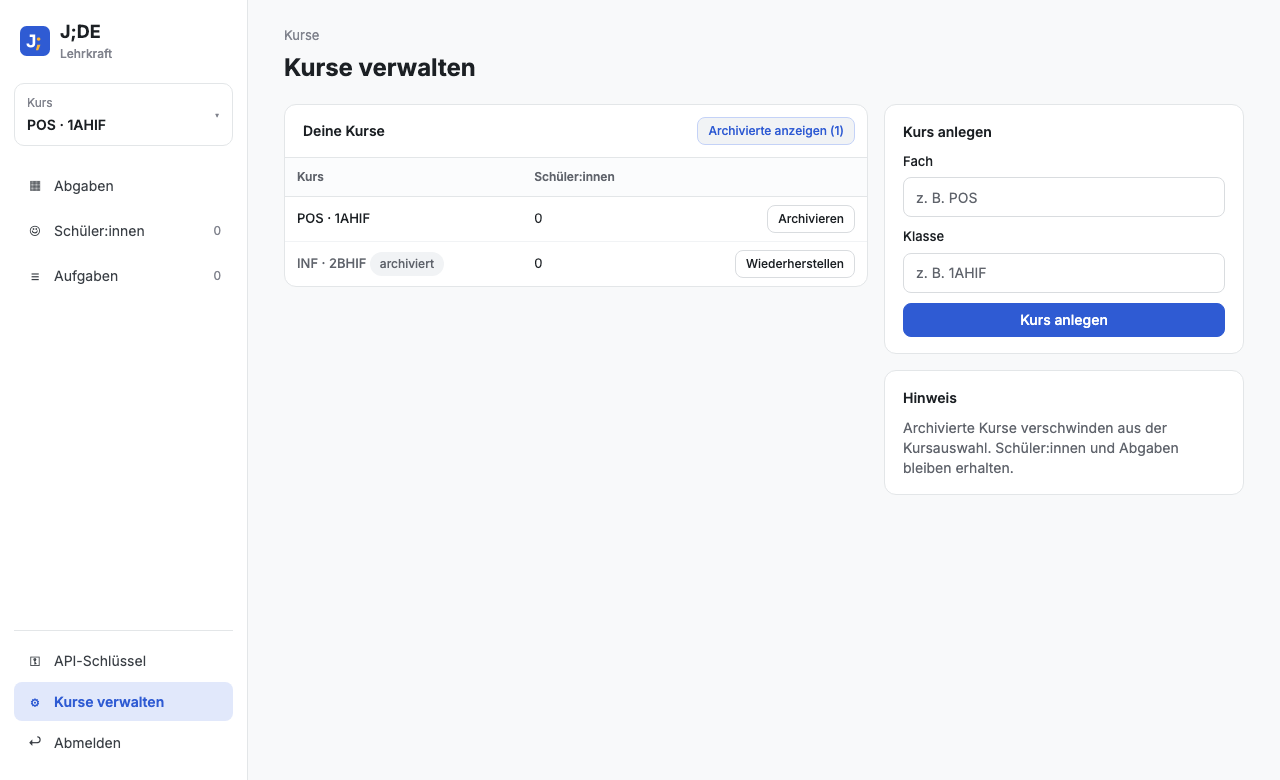 J;
J;DE
Lehrkraft
Kurs
POS · 1AHIF
Abgaben
Schüler:innen 0
Aufgaben 0
API-Schlüssel
Kurse verwalten
Abmelden
Kurse
Kurse verwalten
Deine Kurse
Archivierte anzeigen (1)
Kurs Schüler:innen
POS · 1AHIF 0 Archivieren
INF · 2BHIF archiviert 0 Wiederherstellen
Kurs anlegen
Fach
z. B. POS
Klasse
z. B. 1AHIF
Kurs anlegen
Hinweis
Archivierte Kurse verschwinden aus der
Kursauswahl. Schüler:innen und Abgaben
bleiben erhalten.